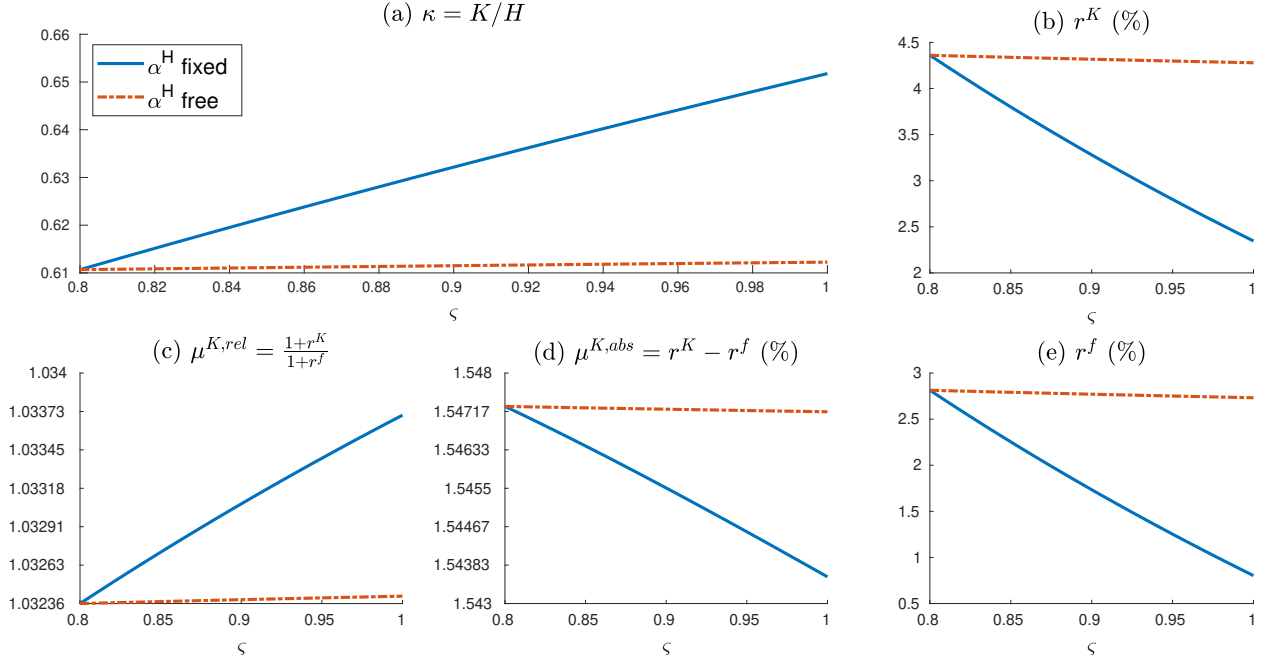 (a) κ = K/H
0.66
0.65
0.64
0.63
0.62
0.61
α^H fixed
α^H free
0.8 0.82 0.84 0.86 0.88 0.9 0.92 0.94 0.96 0.98 1
ς
(b) r^K (%)
4.5
4
3.5
3
2.5
2
0.8 0.85 0.9 0.95 1
ς
(c) μ^{K,rel} = \frac{1+r^K}{1+r^f}
1.034
1.03373
1.03345
1.03318
1.03291
1.03263
1.03236
0.8 0.85 0.9 0.95 1
ς
(d) μ^{K,abs} = r^K − r^f (%)
1.548
1.54717
1.54633
1.5455
1.54467
1.54383
1.543
0.8 0.85 0.9 0.95 1
ς
(e) r^f (%)
3
2.5
2
1.5
1
0.5
0.8 0.85 0.9 0.95 1
ς